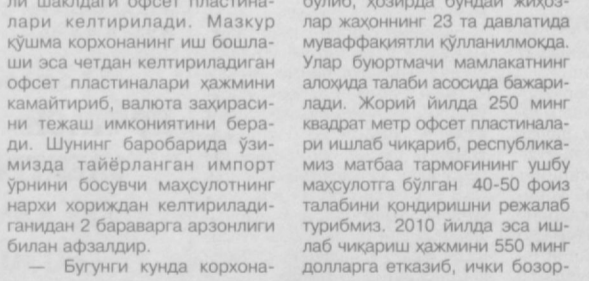 ли шаклдаги офсет пластина-
лари келтирилади. Мазкур
қўшма корхонанинг иш бошла-
ши эса четдан келтириладиган
офсет пластиналари ҳажмини
камайтириб, валюта заҳираси-
ни тежаш имкониятини бера-
ди. Шунинг баробарида ўзи-
мизда тайёрланган импорт
ўрнини босувчи маҳсулотнинг
нархи хориждан келтирилади-
ганидан 2 бараварга арзонлиги
билан афзалдир.
— Бугунги кунда корхона-
бўлиб, ҳозирда бундай жиҳоз-
лар жаҳоннинг 23 та давлатида
муваффақиятли қўлланилмоқда.
Улар буюртмачи мамлакатнинг
алоҳида талаби асосида бажари-
лади. Жорий йилда 250 минг
квадрат метр офсет пластинала-
ри ишлаб чиқариб, республика-
миз матбаа тармоғининг ушбу
маҳсулотга бўлган 40-50 фоиз
талабини қондиришни режалаб
турибмиз. 2010 йилда эса иш-
лаб чиқариш ҳажмини 550 минг
долларга етказиб, ички бозор-